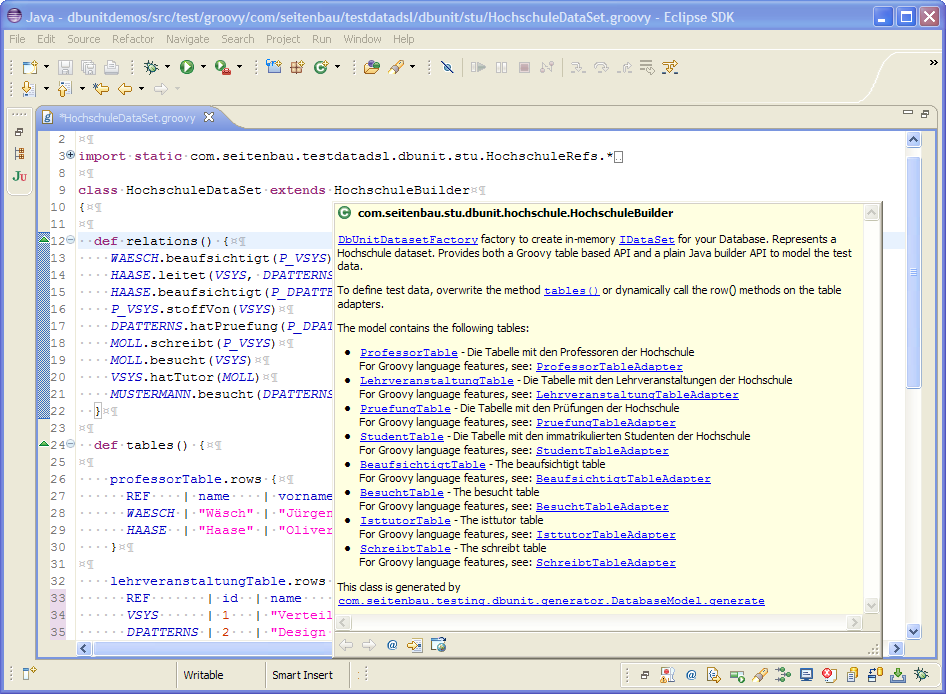 Java - dbunitdemos/src/test/groovy/com/seitenbau/testdatadsl/dbunit/stu/HochschuleDataSet.groovy - Eclipse SDK
File Edit Source Refactor Navigate Search Project Run Window Help
*HochschuleDataSet.groovy
2 ¤¶
3 import·static·com.seitenbau.testdatadsl.dbunit.stu.HochschuleRefs.*
8 ¤¶
9 class·HochschuleDataSet·extends·HochschuleBuilder¤¶
10 {¤¶
11 ¤¶
12 ··def·relations()·{¤¶
13 ····WAESCH.beaufsichtigt(P_VSYS)
14 ····HAASE.leitet(VSYS,·DPATTERNS
15 ····HAASE.beaufsichtigt(P_DPATTE
16 ····P_VSYS.stoffVon(VSYS)¤¶
17 ····DPATTERNS.hatPruefung(P_DPAT
18 ····MOLL.schreibt(P_VSYS)¤¶
19 ····MOLL.besucht(VSYS)¤¶
20 ····VSYS.hatTutor(MOLL)¤¶
21 ····MUSTERMANN.besucht(DPATTERNS
22 ··}¤¶
23 ¤¶
24 ··def·tables()·{¤¶
25 ¤¶
26 ····professorTable.rows·{¤¶
27 ······REF····|·name····|·vorname
28 ······WAESCH·|·"Wäsch"·|·"Jürgen
29 ······HAASE··|·"Haase"·|·"Oliver
30 ····}¤¶
31 ¤¶
32 ····lehrveranstaltungTable.rows
33 ······REF·······|·id··|·name
34 ······VSYS······|·1···|·"Verteil
35 ······DPATTERNS·|·2···|·"Design
com.seitenbau.stu.dbunit.hochschule.HochschuleBuilder
DbUnitDatasetFactory factory to create in-memory IDataSet for your Database. Represents a
Hochschule dataset. Provides both a Groovy table based API and a plain Java builder API to model the test
data.
To define test data, overwrite the method tables() or dynamically call the row() methods on the table
adapters.
The model contains the following tables:
• ProfessorTable - Die Tabelle mit den Professoren der Hochschule
For Groovy language features, see: ProfessorTableAdapter
• LehrveranstaltungTable - Die Tabelle mit den Lehrveranstaltungen der Hochschule
For Groovy language features, see: LehrveranstaltungTableAdapter
• PruefungTable - Die Tabelle mit den Prüfungen der Hochschule
For Groovy language features, see: PruefungTableAdapter
• StudentTable - Die Tabelle mit den immatrikulierten Studenten der Hochschule
For Groovy language features, see: StudentTableAdapter
• BeaufsichtigtTable - The beaufsichtigt table
For Groovy language features, see: BeaufsichtigtTableAdapter
• BesuchtTable - The besucht table
For Groovy language features, see: BesuchtTableAdapter
• IsttutorTable - The isttutor table
For Groovy language features, see: IsttutorTableAdapter
• SchreibtTable - The schreibt table
For Groovy language features, see: SchreibtTableAdapter
This class is generated by
com.seitenbau.testing.dbunit.generator.DatabaseModel.generate
Writable Smart Insert